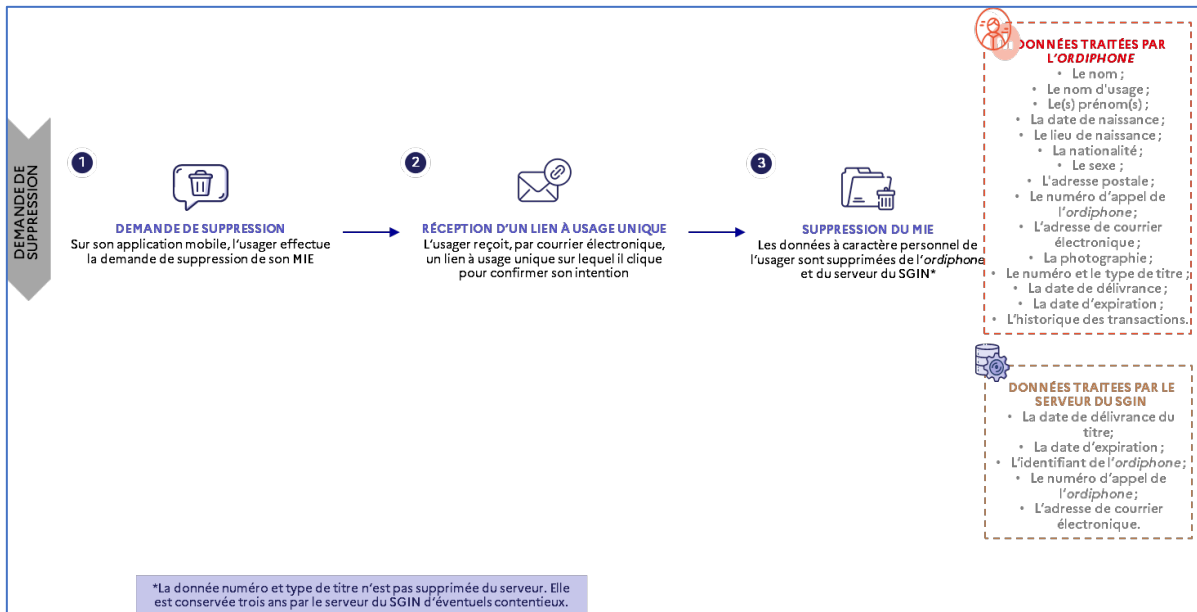 DEMANDE DE
SUPPRESSION
1
DEMANDE DE SUPPRESSION
Sur son application mobile, l'usager effectue
la demande de suppression de son MIE
2
RÉCEPTION D'UN LIEN À USAGE UNIQUE
L'usager reçoit, par courrier électronique,
un lien à usage unique sur lequel il clique
pour confirmer son intention
3
SUPPRESSION DU MIE
Les données à caractère personnel de
l'usager sont supprimées de l'ordiphone
et du serveur du SGIN*
DONNÉES TRAITÉES PAR
L'ORDIPHONE
• Le nom ;
• Le nom d'usage ;
• Le(s) prénom(s) ;
• La date de naissance ;
• Le lieu de naissance ;
• La nationalité ;
• Le sexe ;
• L'adresse postale ;
• Le numéro d'appel de
l'ordiphone ;
• L'adresse de courrier
électronique ;
• La photographie ;
• Le numéro et le type de titre ;
• La date de délivrance ;
• La date d'expiration ;
• L'historique des transactions.
DONNÉES TRAITEES PAR LE
SERVEUR DU SGIN
• La date de délivrance du
titre;
• La date d'expiration ;
• L'identifiant de l'ordiphone ;
• Le numéro d'appel de
l'ordiphone ;
• L'adresse de courrier
électronique.
*La donnée numéro et type de titre n'est pas supprimée du serveur. Elle
est conservée trois ans par le serveur du SGIN d'éventuels contentieux.